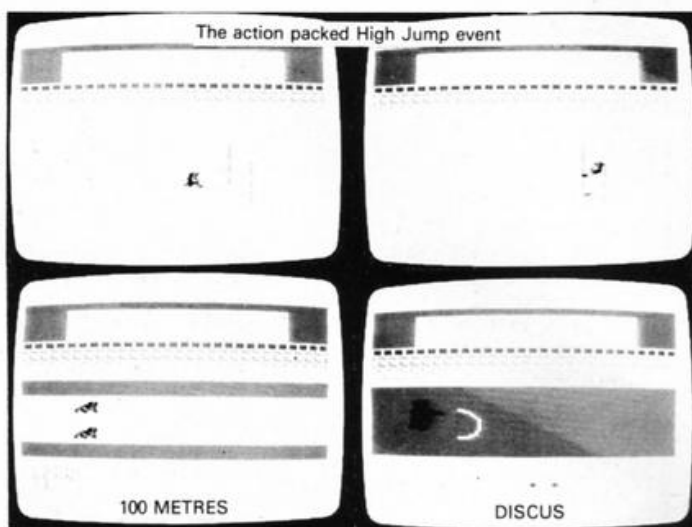 The action packed High Jump event
100 METRES
DISCUS